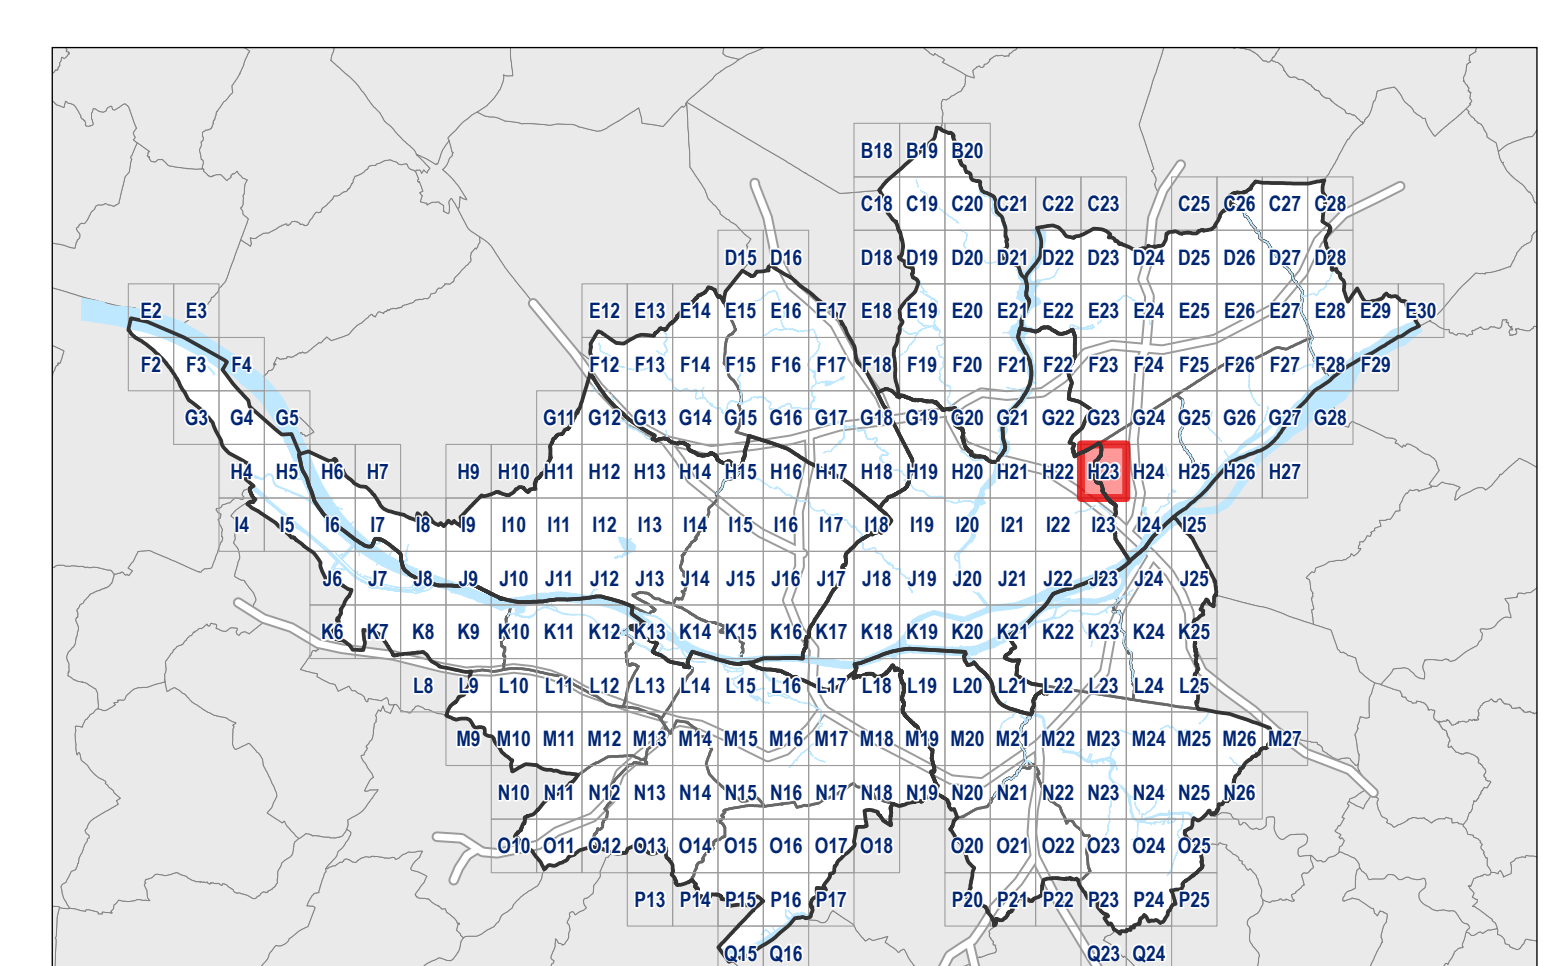 B18 B19 B20
C18 C19 C20 C21 C22 C23 C25 C26 C27 C28
D15 D16 D18 D19 D20 D21 D22 D23 D24 D25 D26 D27 D28
E2 E3 E12 E13 E14 E15 E16 E17 E18 E19 E20 E21 E22 E23 E24 E25 E26 E27 E28 E29 E30
F2 F3 F4 F12 F13 F14 F15 F16 F17 F18 F19 F20 F21 F22 F23 F24 F25 F26 F27 F28 F29
G3 G4 G5 G11 G12 G13 G14 G15 G16 G17 G18 G19 G20 G21 G22 G23 G24 G25 G26 G27 G28
H4 H5 H6 H7 H9 H10 H11 H12 H13 H14 H15 H16 H17 H18 H19 H20 H21 H22 H23 H24 H25 H26 H27
I4 I5 I6 I7 I8 I9 I10 I11 I12 I13 I14 I15 I16 I17 I18 I19 I20 I21 I22 I23 I24 I25
J6 J7 J8 J9 J10 J11 J12 J13 J14 J15 J16 J17 J18 J19 J20 J21 J22 J23 J24 J25
K6 K7 K8 K9 K10 K11 K12 K13 K14 K15 K16 K17 K18 K19 K20 K21 K22 K23 K24 K25
L8 L9 L10 L11 L12 L13 L14 L15 L16 L17 L18 L19 L20 L21 L22 L23 L24 L25
M9 M10 M11 M12 M13 M14 M15 M16 M17 M18 M19 M20 M21 M22 M23 M24 M25 M26 M27
N10 N11 N12 N13 N14 N15 N16 N17 N18 N19 N20 N21 N22 N23 N24 N25 N26
O10 O11 O12 O13 O14 O15 O16 O17 O18 O20 O21 O22 O23 O24 O25
P13 P14 P15 P16 P17 P20 P21 P22 P23 P24 P25
Q15 Q16 Q23 Q24